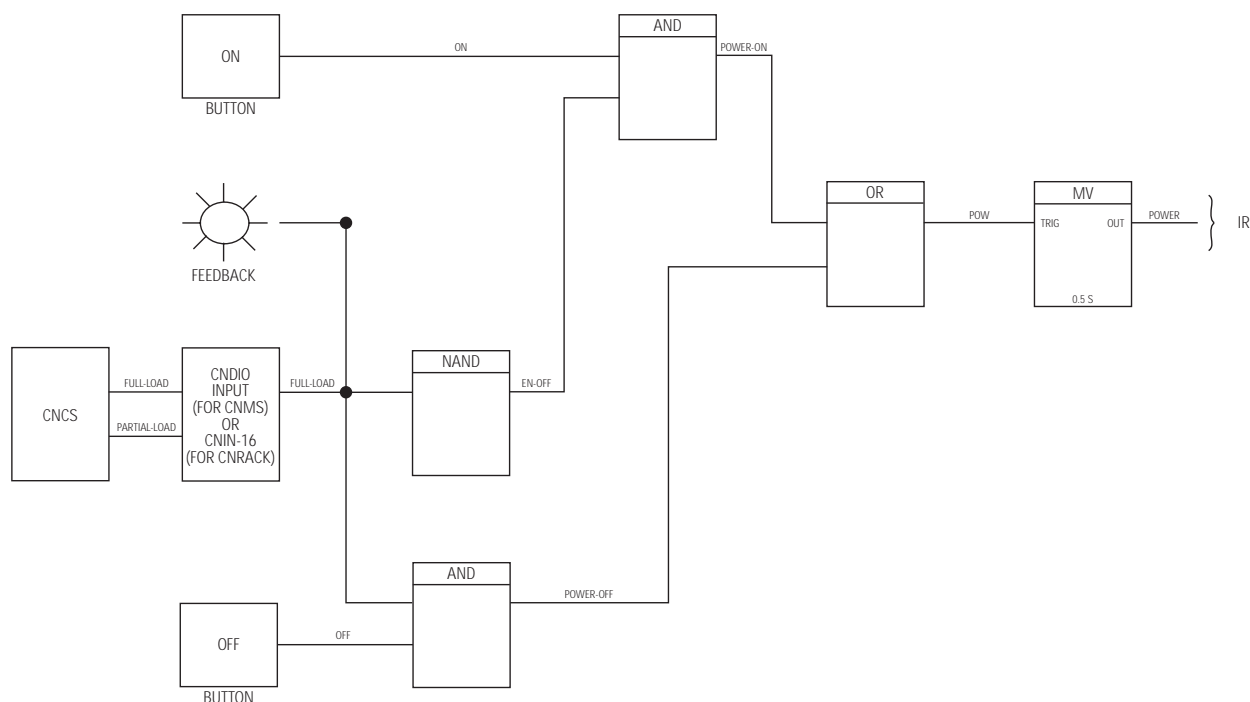 AND
ON
ON
POWER-ON
BUTTON
OR
MV
POW
TRIG
OUT
POWER
IR
0.5 S
FEEDBACK
NAND
CNCS
FULL-LOAD
PARTIAL-LOAD
CNDIO
INPUT
(FOR CNMS)
OR
CNIN-16
(FOR CNRACK)
FULL-LOAD
EN-OFF
AND
POWER-OFF
OFF
OFF
BUTTON